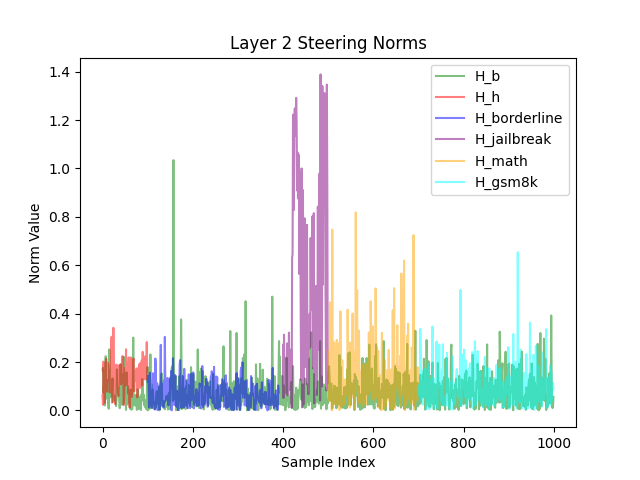 Layer 2 Steering Norms
Norm Value
1.4
1.2
1.0
0.8
0.6
0.4
0.2
0.0
0
200
400
600
800
1000
Sample Index
H_b
H_h
H_borderline
H_jailbreak
H_math
H_gsm8k